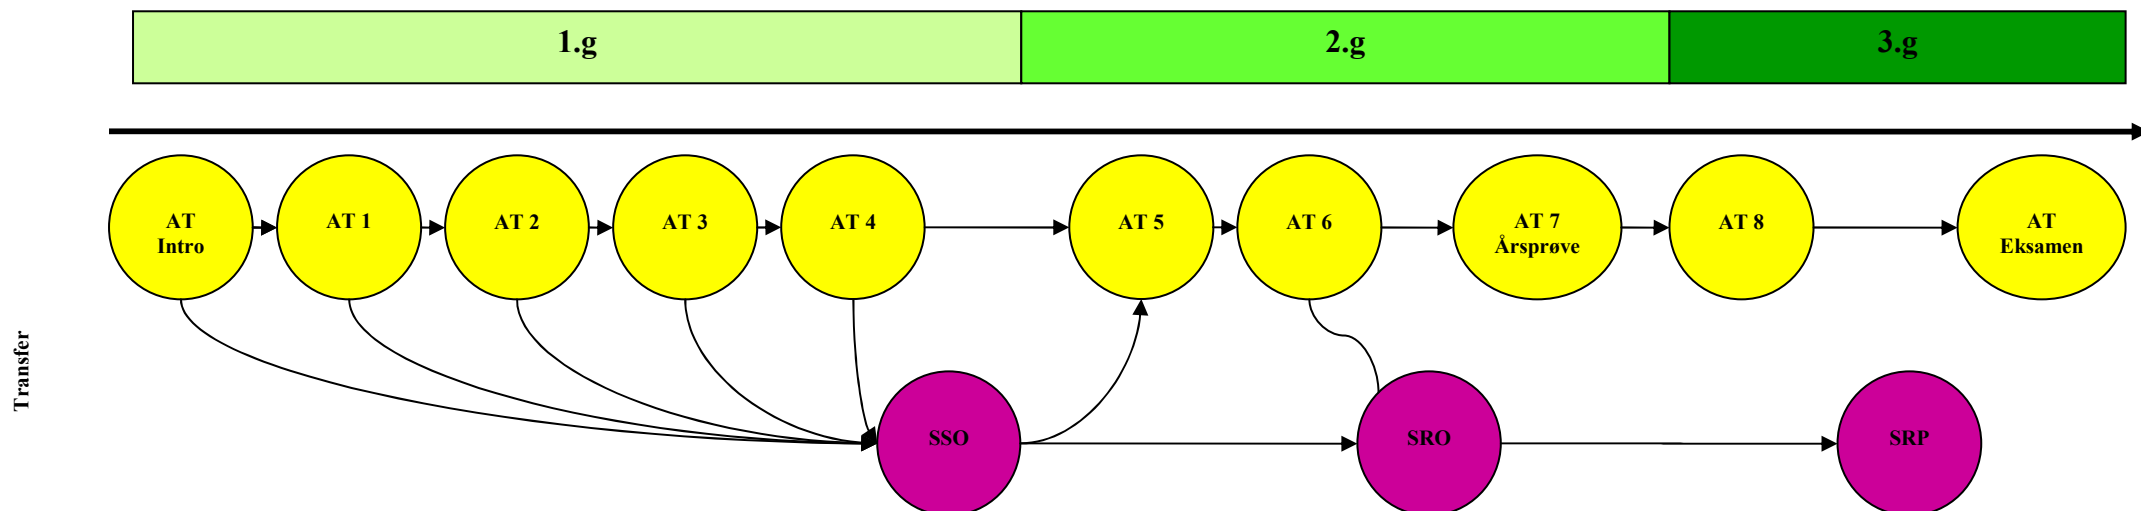 1.g
2.g
3.g
AT
Intro
AT 1
AT 2
AT 3
AT 4
AT 5
AT 6
AT 7
Årsprøve
AT 8
AT
Eksamen
Transfer
SSO
SRO
SRP